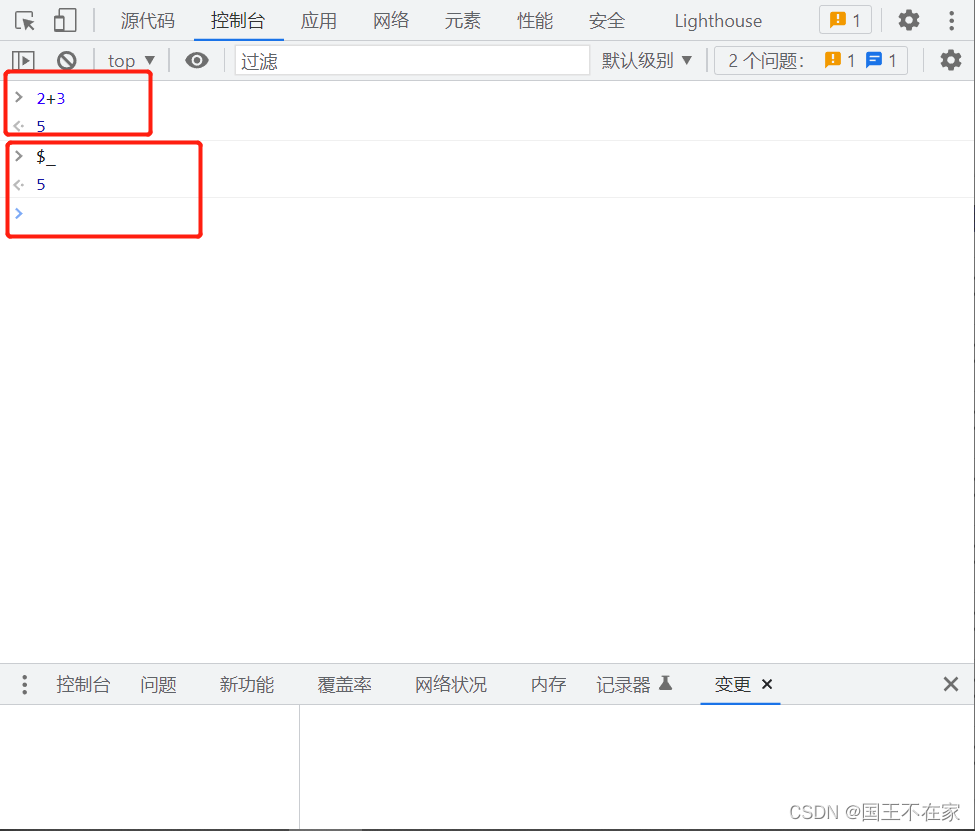 源代码 控制台 应用 网络 元素 性能 安全 Lighthouse 1
top 过滤 默认级别 2 个问题: 1 1
2+3
5
$_
5
控制台 问题 新功能 覆盖率 网络状况 内存 记录器 变更
CSDN @国王不在家